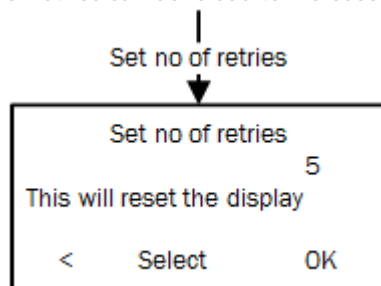 Set no of retries
Set no of retries
5
This will reset the display
< Select OK